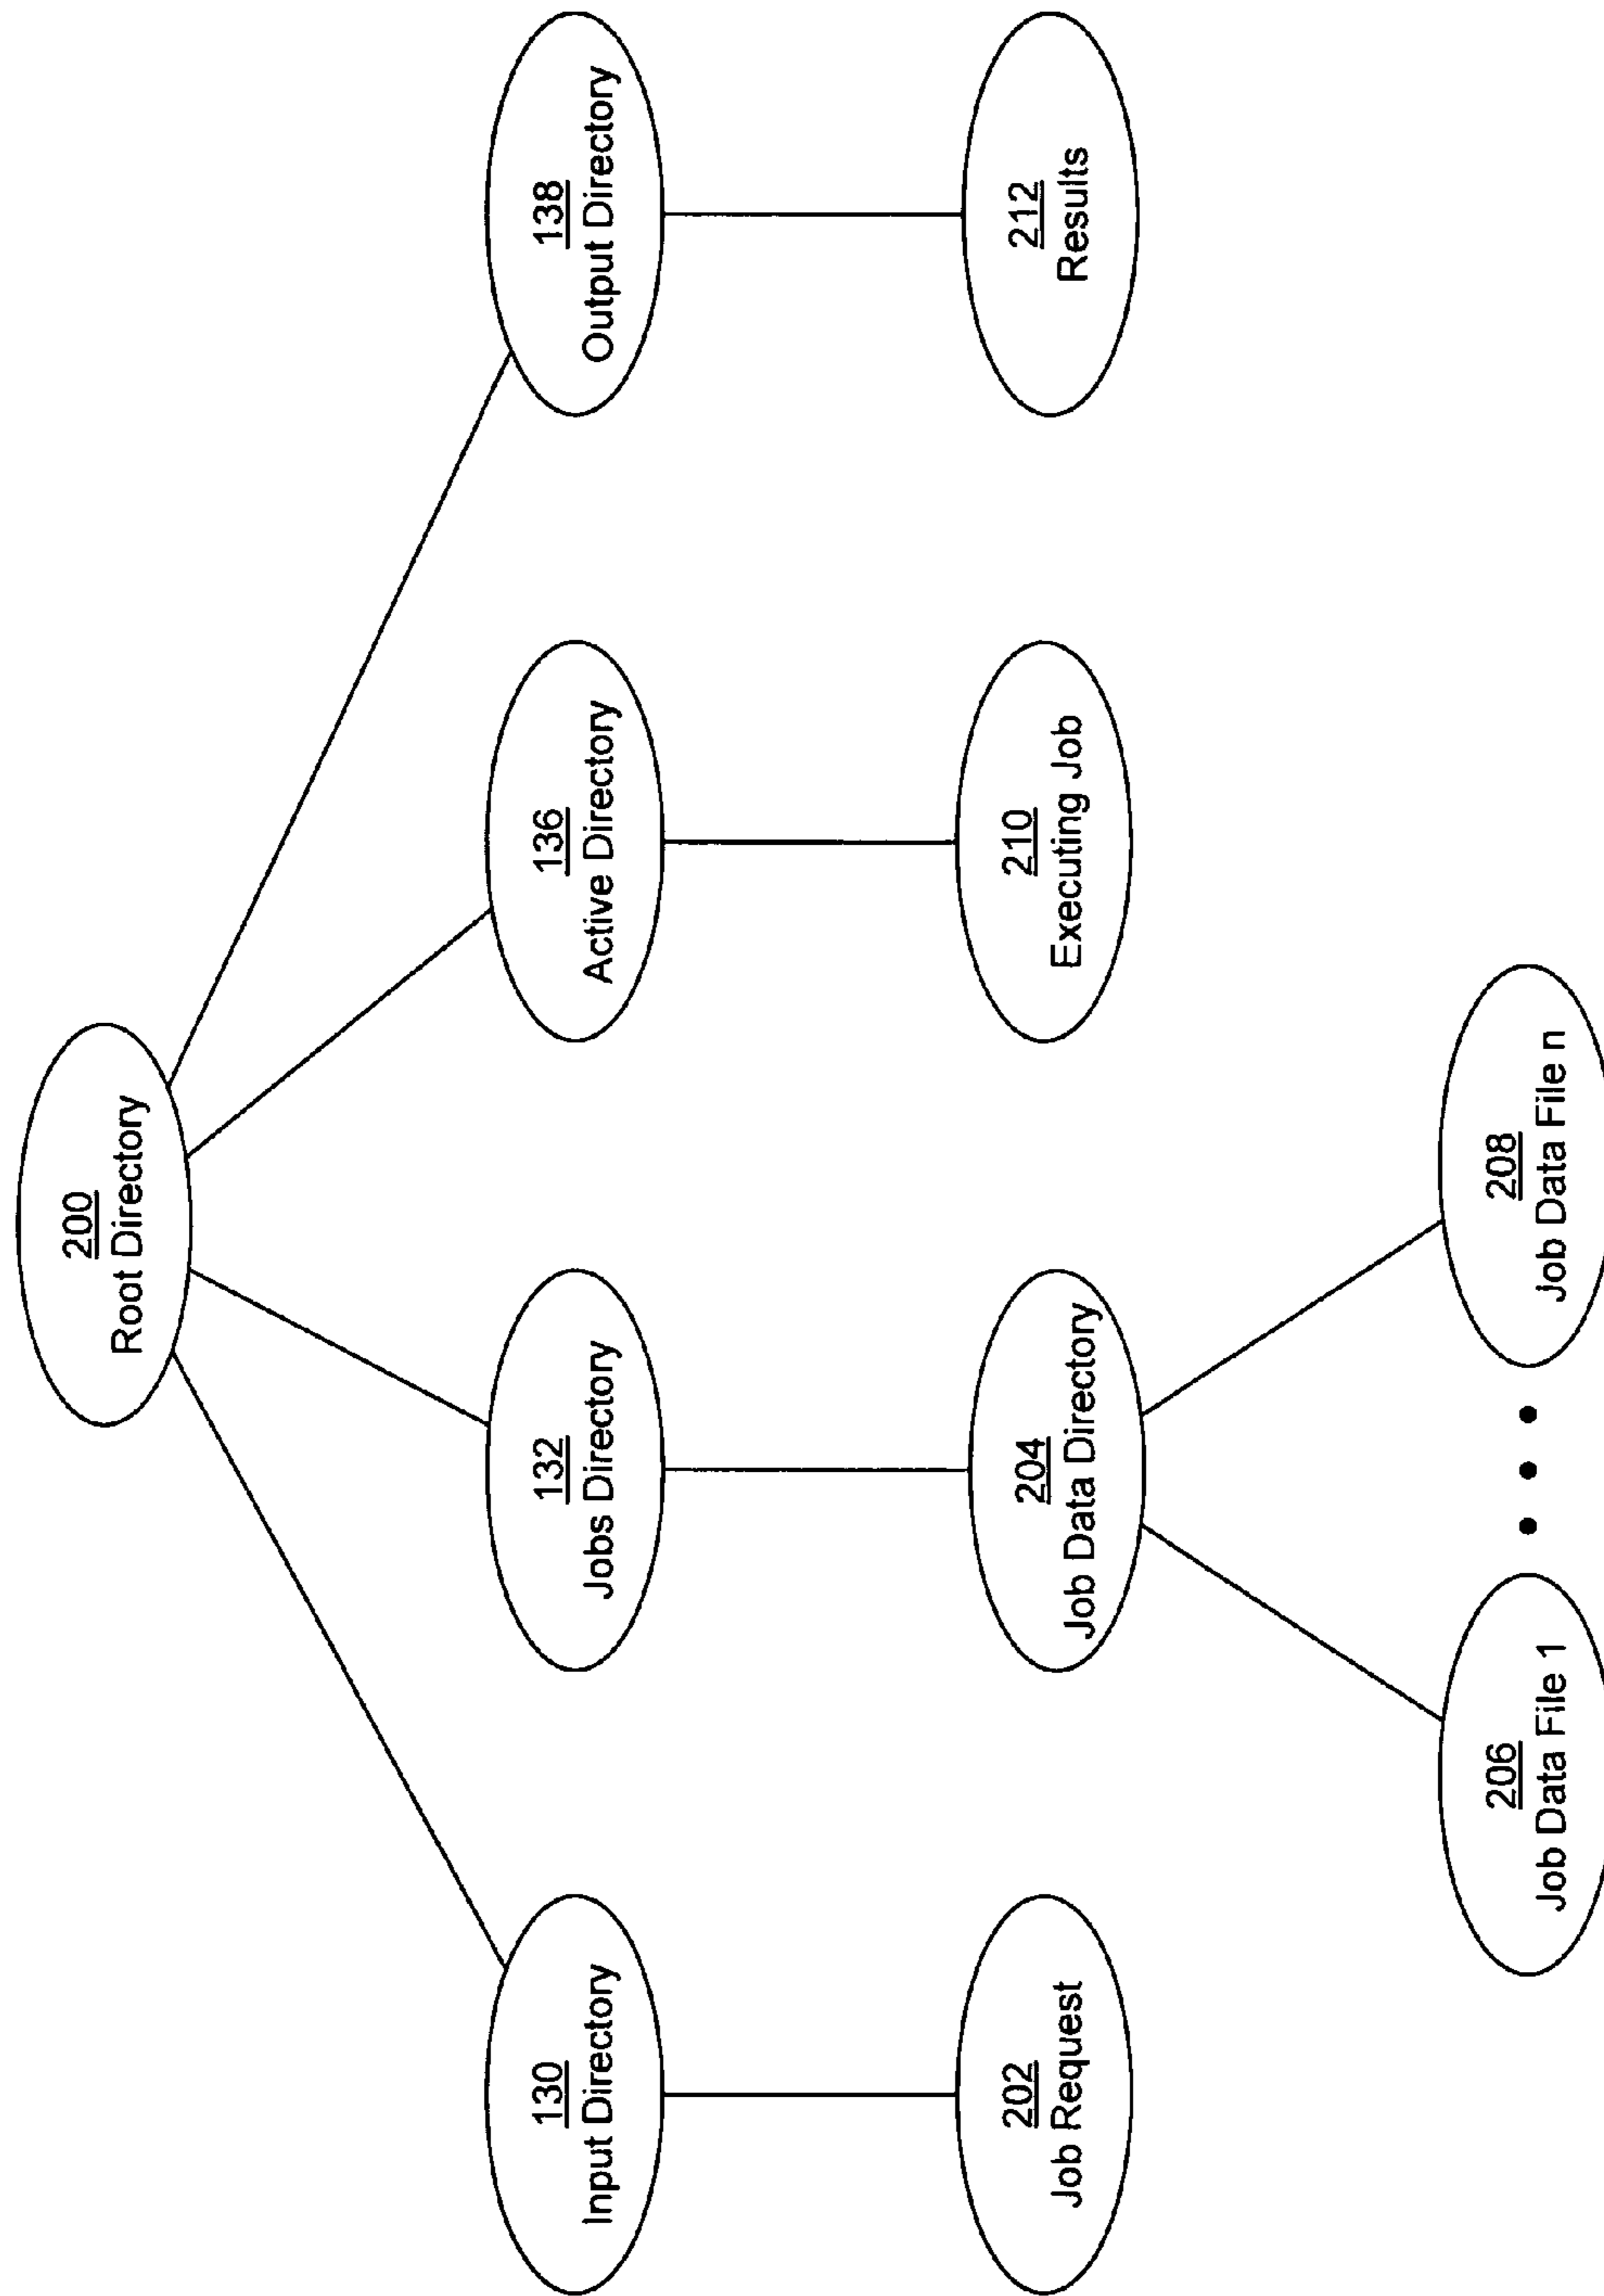 200
Root Directory
130
Input Directory
132
Jobs Directory
136
Active Directory
138
Output Directory
202
Job Request
204
Job Data Directory
210
Executing Job
212
Results
206
Job Data File 1
208
Job Data File n